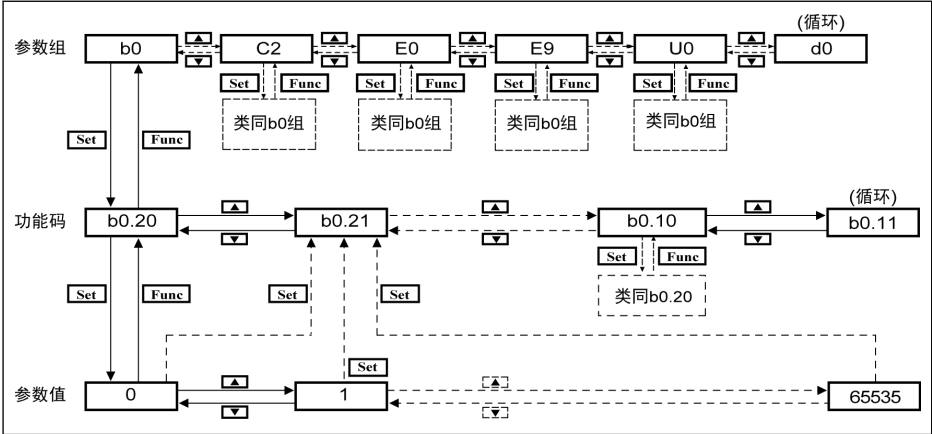 (循环)
参数组 b0 ▲ ▼ C2 ▲ ▼ E0 ▲ ▼ E9 ▲ ▼ U0 ▲ ▼ d0
Set Func Set Func Set Func Set Func
类同b0组 类同b0组 类同b0组 类同b0组
Set Func
(循环)
功能码 b0.20 ▲ ▼ b0.21 ▲ ▼ b0.10 ▲ ▼ b0.11
Set Func
Set Func Set Set 类同b0.20
Set
参数值 0 ▲ ▼ 1 ▲ ▼ 65535